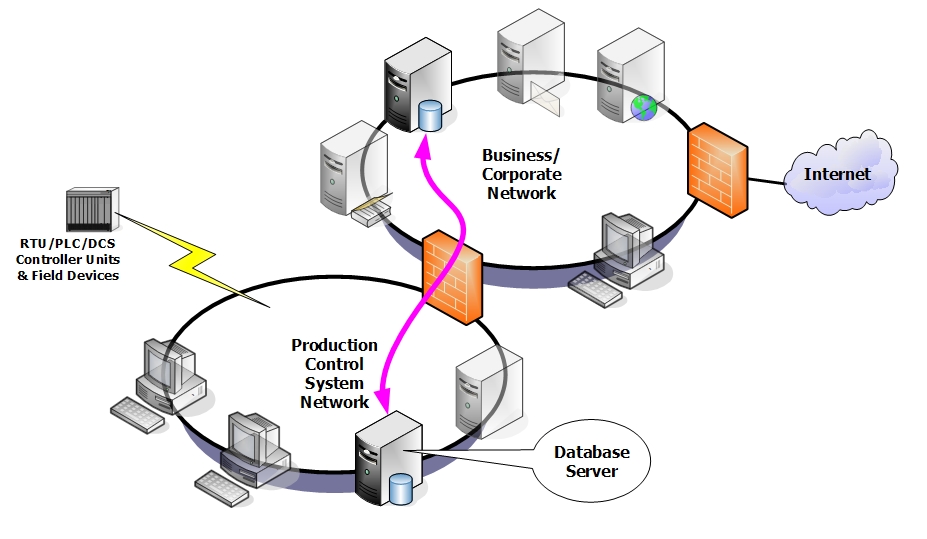 Business/
Corporate
Network
Internet
RTU/PLC/DCS
Controller Units
& Field Devices
Production
Control
System
Network
Database
Server